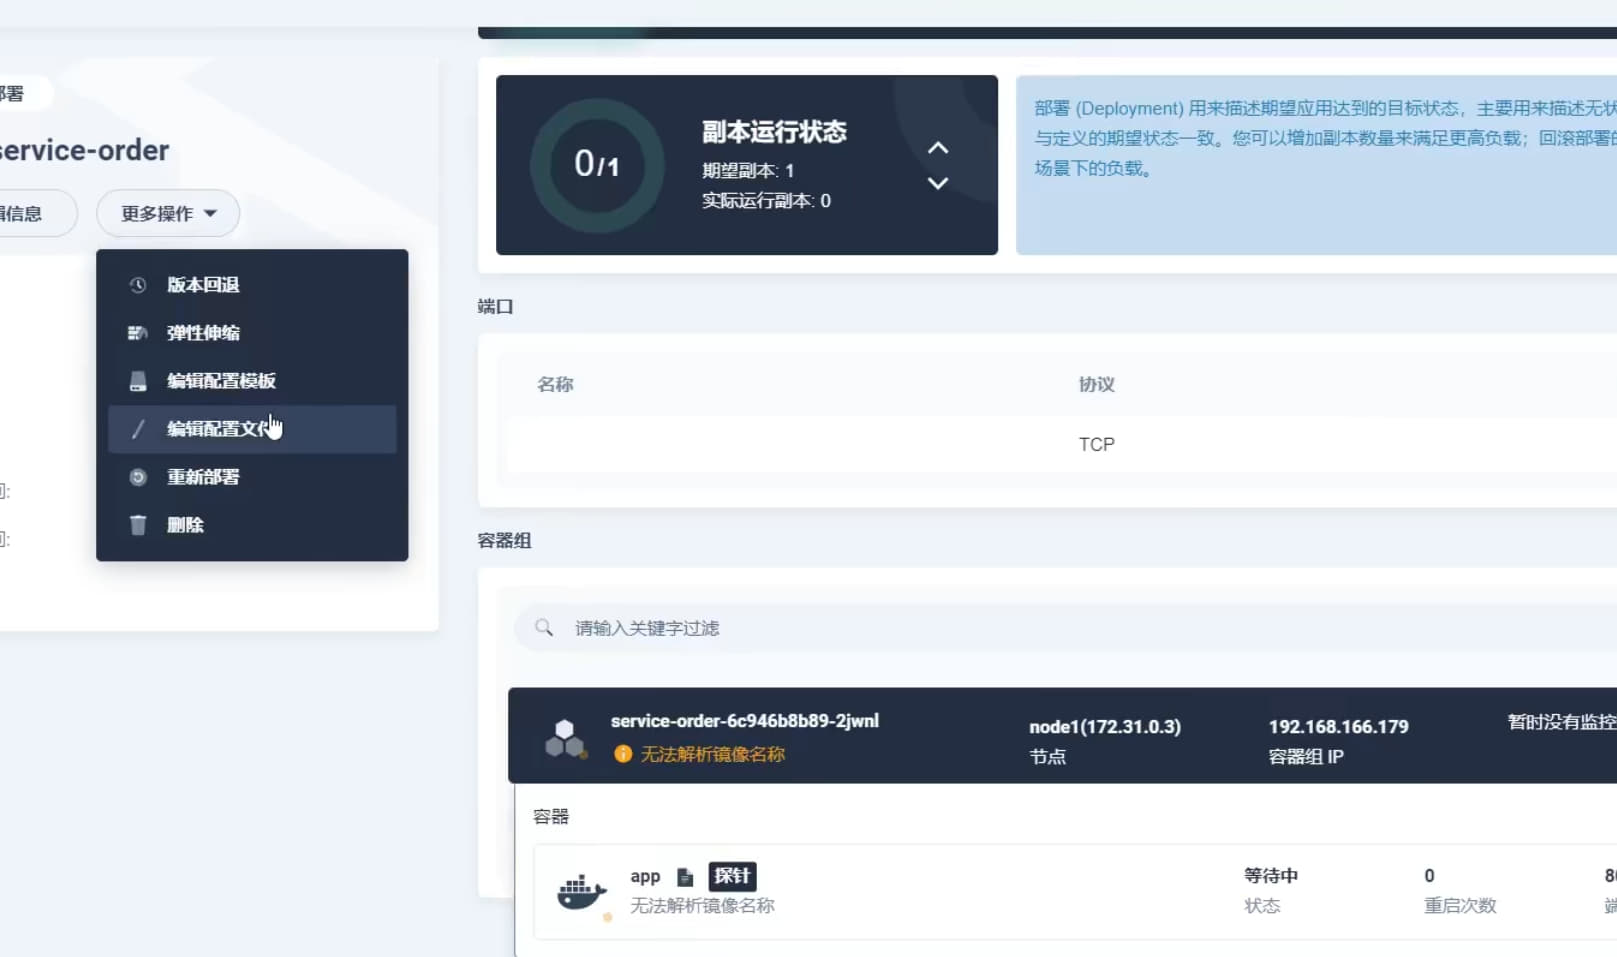 部署
service-order
辑信息
更多操作
版本回退
弹性伸缩
编辑配置模板
编辑配置文件
重新部署
删除
间:
间:
0/1
副本运行状态
期望副本: 1
实际运行副本: 0
部署 (Deployment) 用来描述期望应用达到的目标状态，主要用来描述无状
与定义的期望状态一致。您可以增加副本数量来满足更高负载；回滚部署的
场景下的负载。
端口
名称 协议
TCP
容器组
请输入关键字过滤
service-order-6c946b8b89-2jwnl
无法解析镜像名称
node1(172.31.0.3)
节点
192.168.166.179
容器组 IP
暂时没有监控
容器
app 探针
无法解析镜像名称
等待中
状态
0
重启次数
80